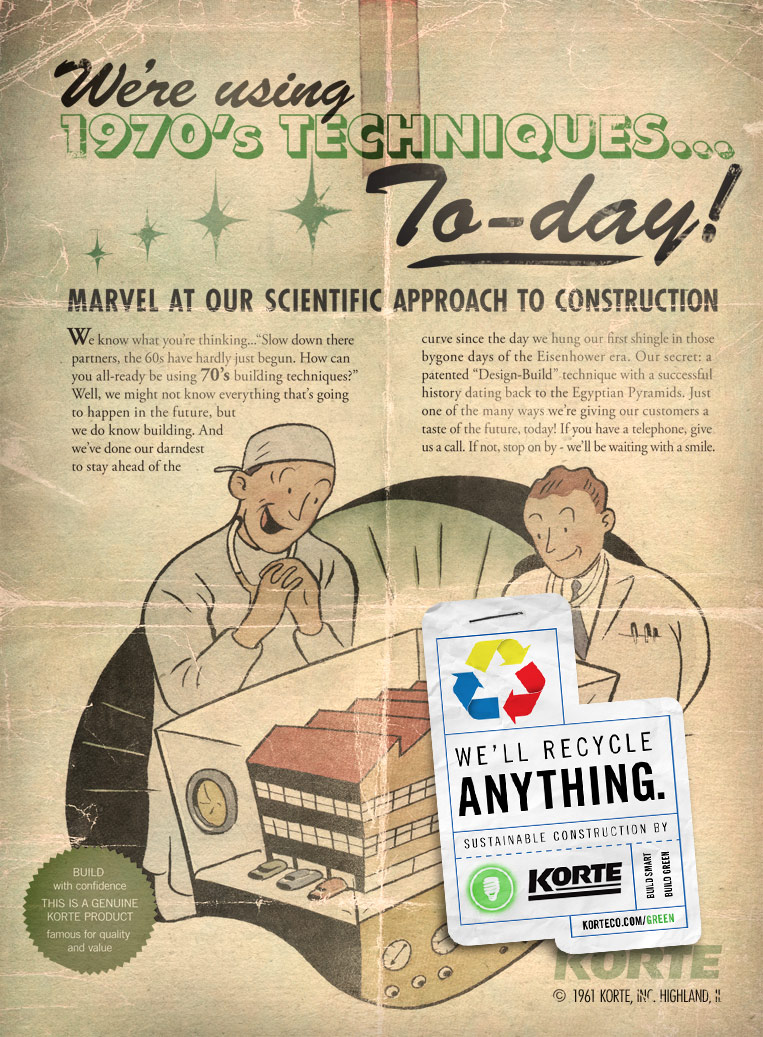 We're using
1970's TECHNIQUES...
To-day!
MARVEL AT OUR SCIENTIFIC APPROACH TO CONSTRUCTION
We know what you're thinking..."Slow down there
partners, the 60s have hardly just begun. How can
you all-ready be using 70's building techniques?"
Well, we might not know everything that's going
to happen in the future, but
we do know building. And
we've done our darndest
to stay ahead of the
curve since the day we hung our first shingle in those
bygone days of the Eisenhower era. Our secret: a
patented "Design-Build" technique with a successful
history dating back to the Egyptian Pyramids. Just
one of the many ways we're giving our customers a
taste of the future, today! If you have a telephone, give
us a call. If not, stop on by - we'll be waiting with a smile.
WE'LL RECYCLE
ANYTHING.
SUSTAINABLE CONSTRUCTION BY
KORTE
BUILD SMART
BUILD GREEN
KORTECO.COM/GREEN
BUILD
with confidence
THIS IS A GENUINE
KORTE PRODUCT
famous for quality
and value
KORTE
© 1961 KORTE, INC. HIGHLAND, IL